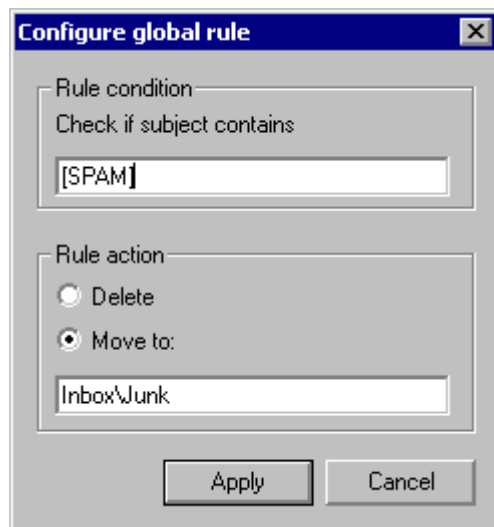 Configure global rule
Rule condition
Check if subject contains
[SPAM]
Rule action
Delete
Move to:
Inbox\Junk
Apply
Cancel